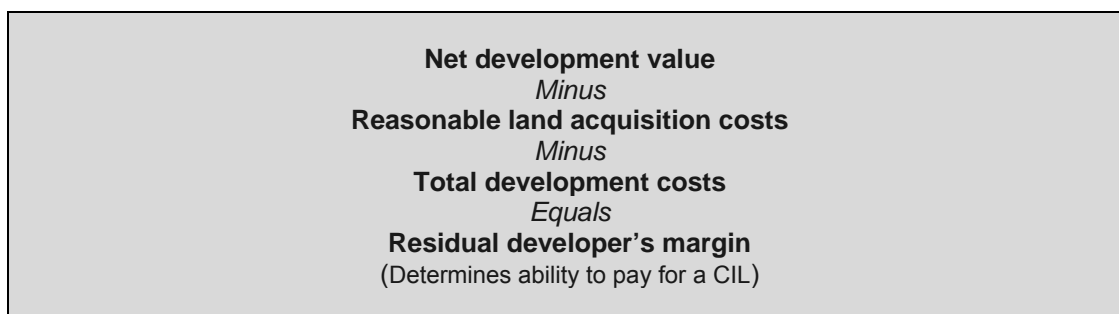 Net development value
Minus
Reasonable land acquisition costs
Minus
Total development costs
Equals
Residual developer's margin
(Determines ability to pay for a CIL)